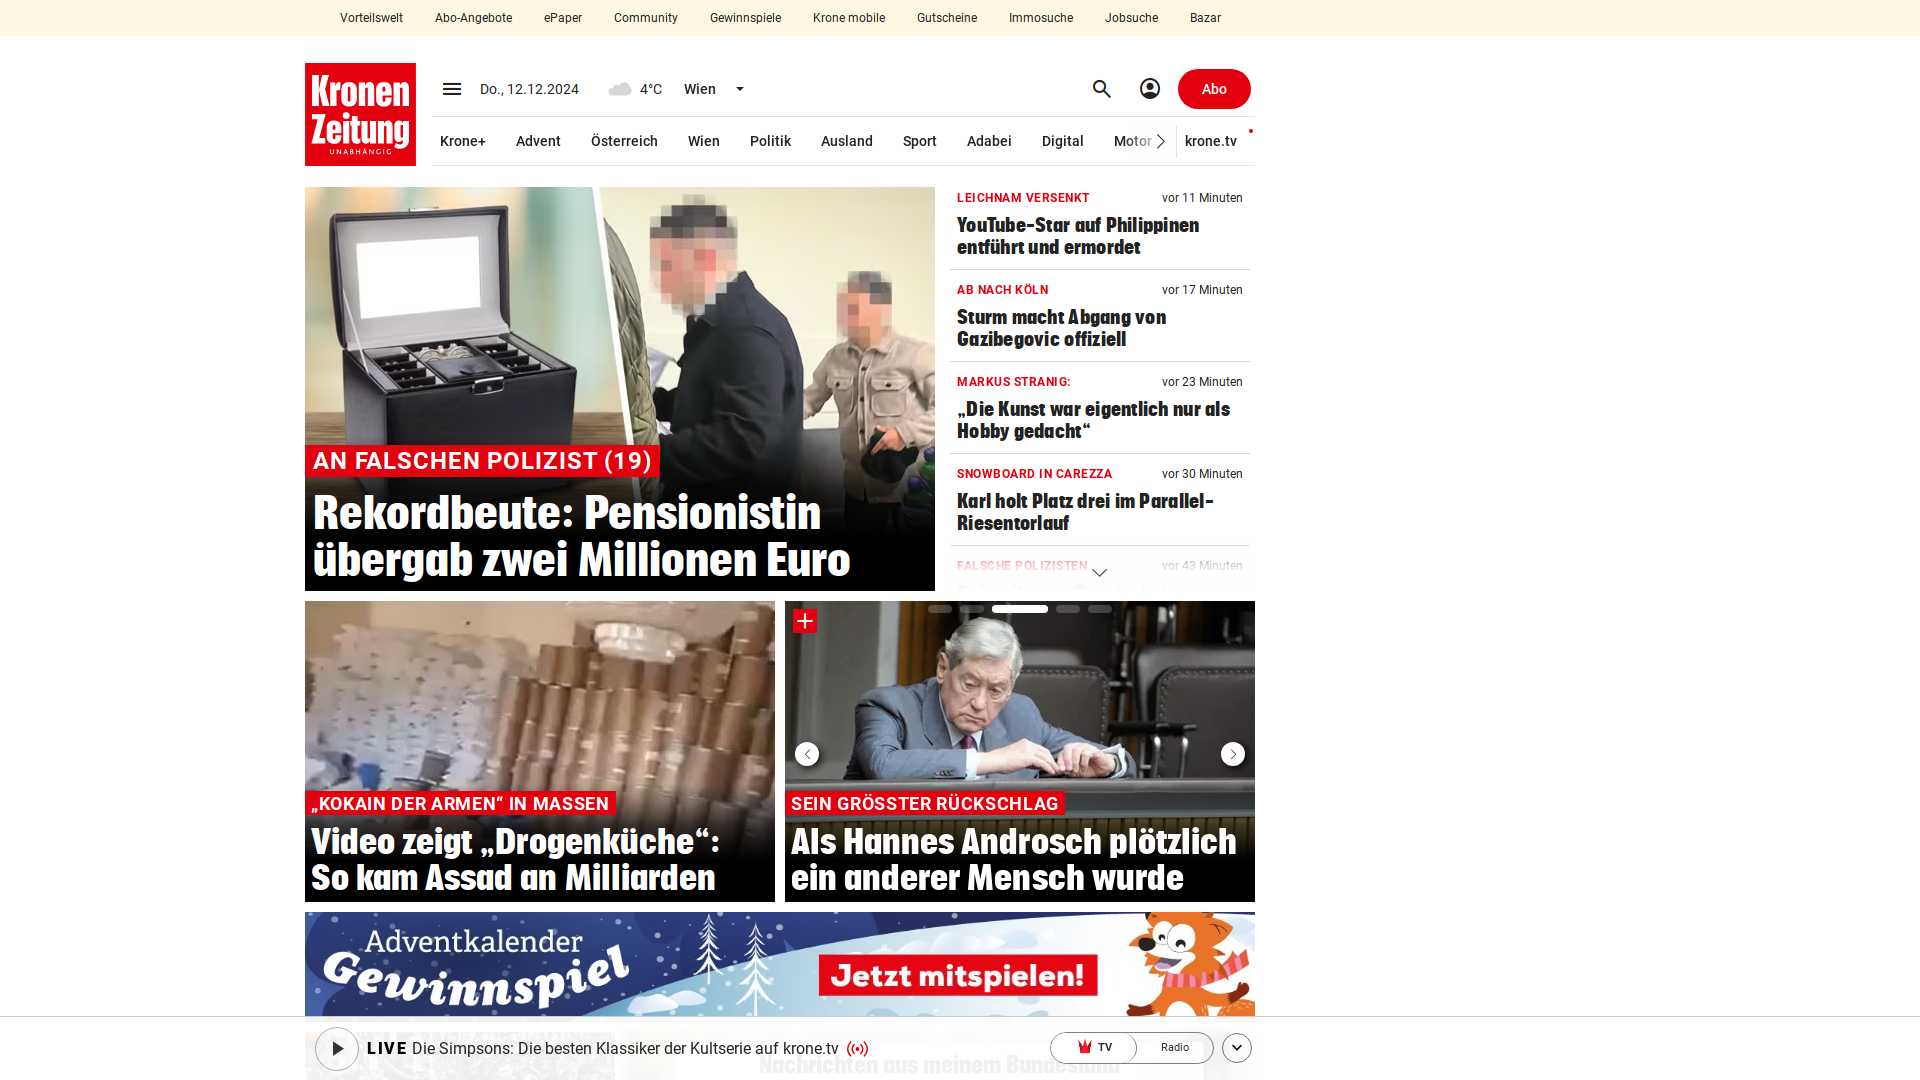 Vorteilswelt Abo-Angebote ePaper Community Gewinnspiele Krone mobile Gutscheine Immosuche Jobsuche Bazar
Kronen
Zeitung
UNABHÄNGIG
Do., 12.12.2024 4°C Wien Abo
Krone+ Advent Österreich Wien Politik Ausland Sport Adabei Digital Motor krone.tv
AN FALSCHEN POLIZIST (19)
Rekordbeute: Pensionistin
übergab zwei Millionen Euro
LEICHNAM VERSENKT vor 11 Minuten
YouTube-Star auf Philippinen
entführt und ermordet
AB NACH KÖLN vor 17 Minuten
Sturm macht Abgang von
Gazibegovic offiziell
MARKUS STRANIG: vor 23 Minuten
„Die Kunst war eigentlich nur als
Hobby gedacht“
SNOWBOARD IN CAREZZA vor 30 Minuten
Karl holt Platz drei im Parallel-
Riesentorlauf
FALSCHE POLIZISTEN vor 43 Minuten
„KOKAIN DER ARMEN“ IN MASSEN
Video zeigt „Drogenküche“:
So kam Assad an Milliarden
SEIN GRÖSSTER RÜCKSCHLAG
Als Hannes Androsch plötzlich
ein anderer Mensch wurde
Adventkalender
Gewinnspiel
Jetzt mitspielen!
LIVE Die Simpsons: Die besten Klassiker der Kultserie auf krone.tv TV Radio
Nachrichten aus meinem Bundesland